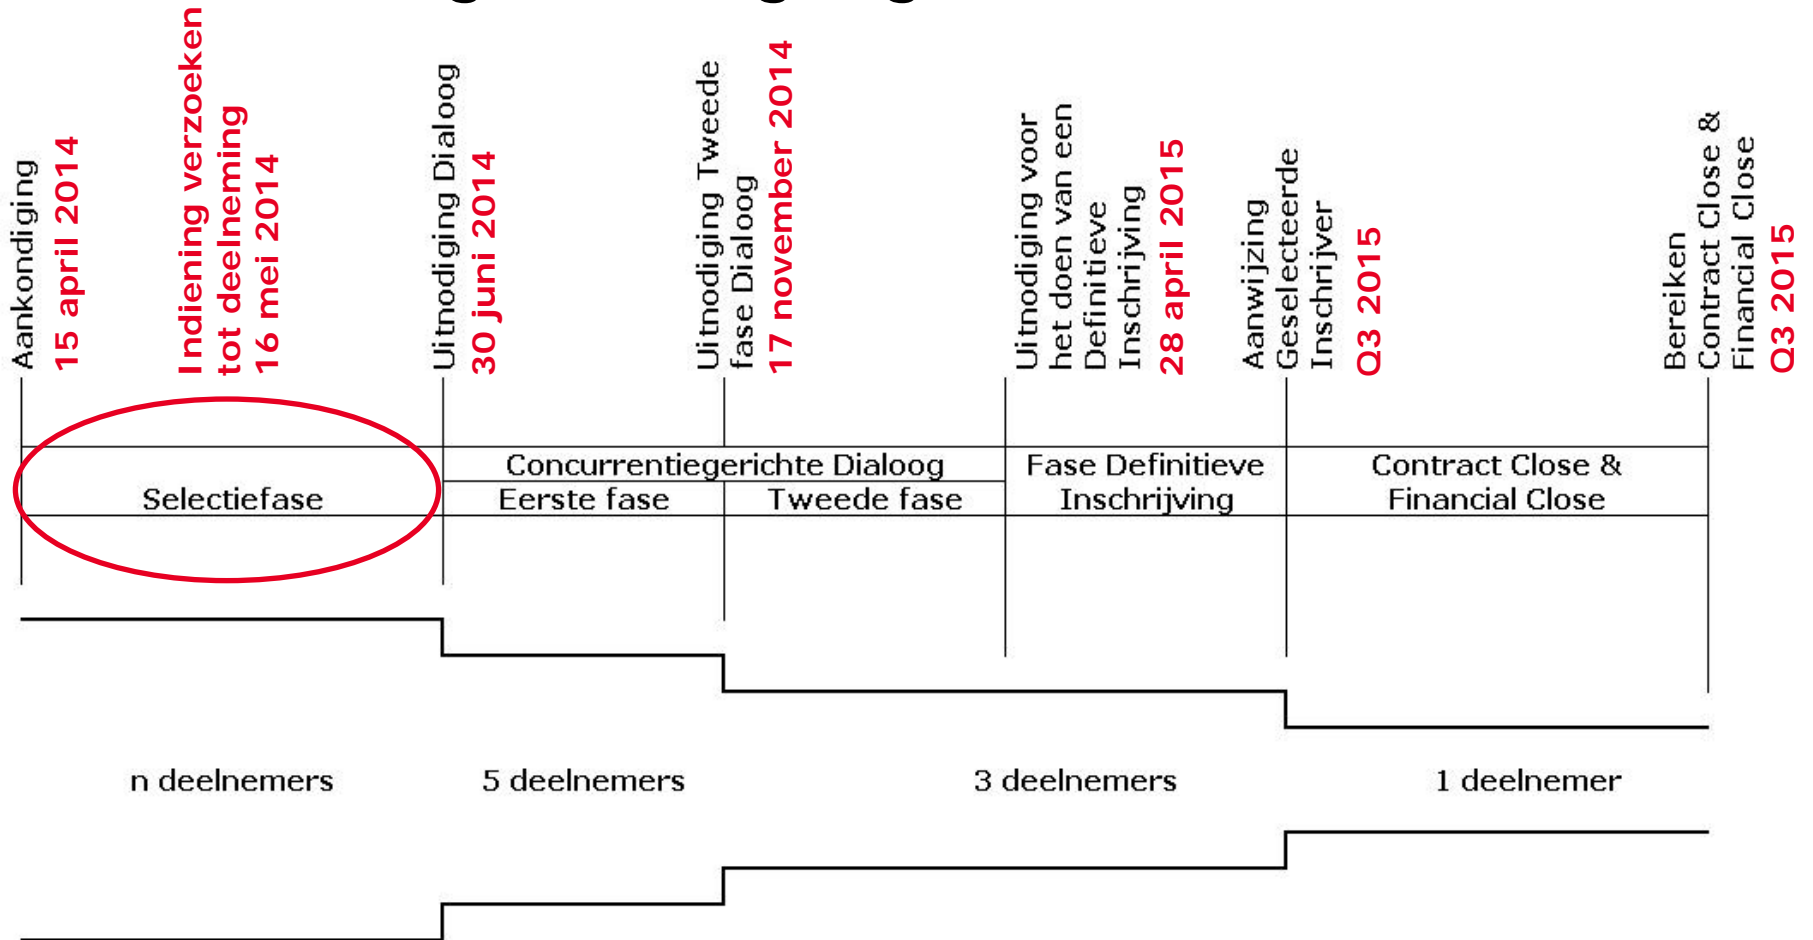 Aankondiging
15 april 2014
Indiening verzoeken
tot deelneming
16 mei 2014
Uitnodiging Dialoog
30 juni 2014
Uitnodiging Tweede
fase Dialoog
17 november 2014
Uitnodiging voor
het doen van een
Definitieve
Inschrijving
28 april 2015
Aanwijzing
Geselecteerde
Inschrijver
Q3 2015
Bereiken
Contract Close &
Financial Close
Q3 2015
Selectiefase
Concurrentiegerichte Dialoog
Eerste fase
Tweede fase
Fase Definitieve
Inschrijving
Contract Close &
Financial Close
n deelnemers
5 deelnemers
3 deelnemers
1 deelnemer